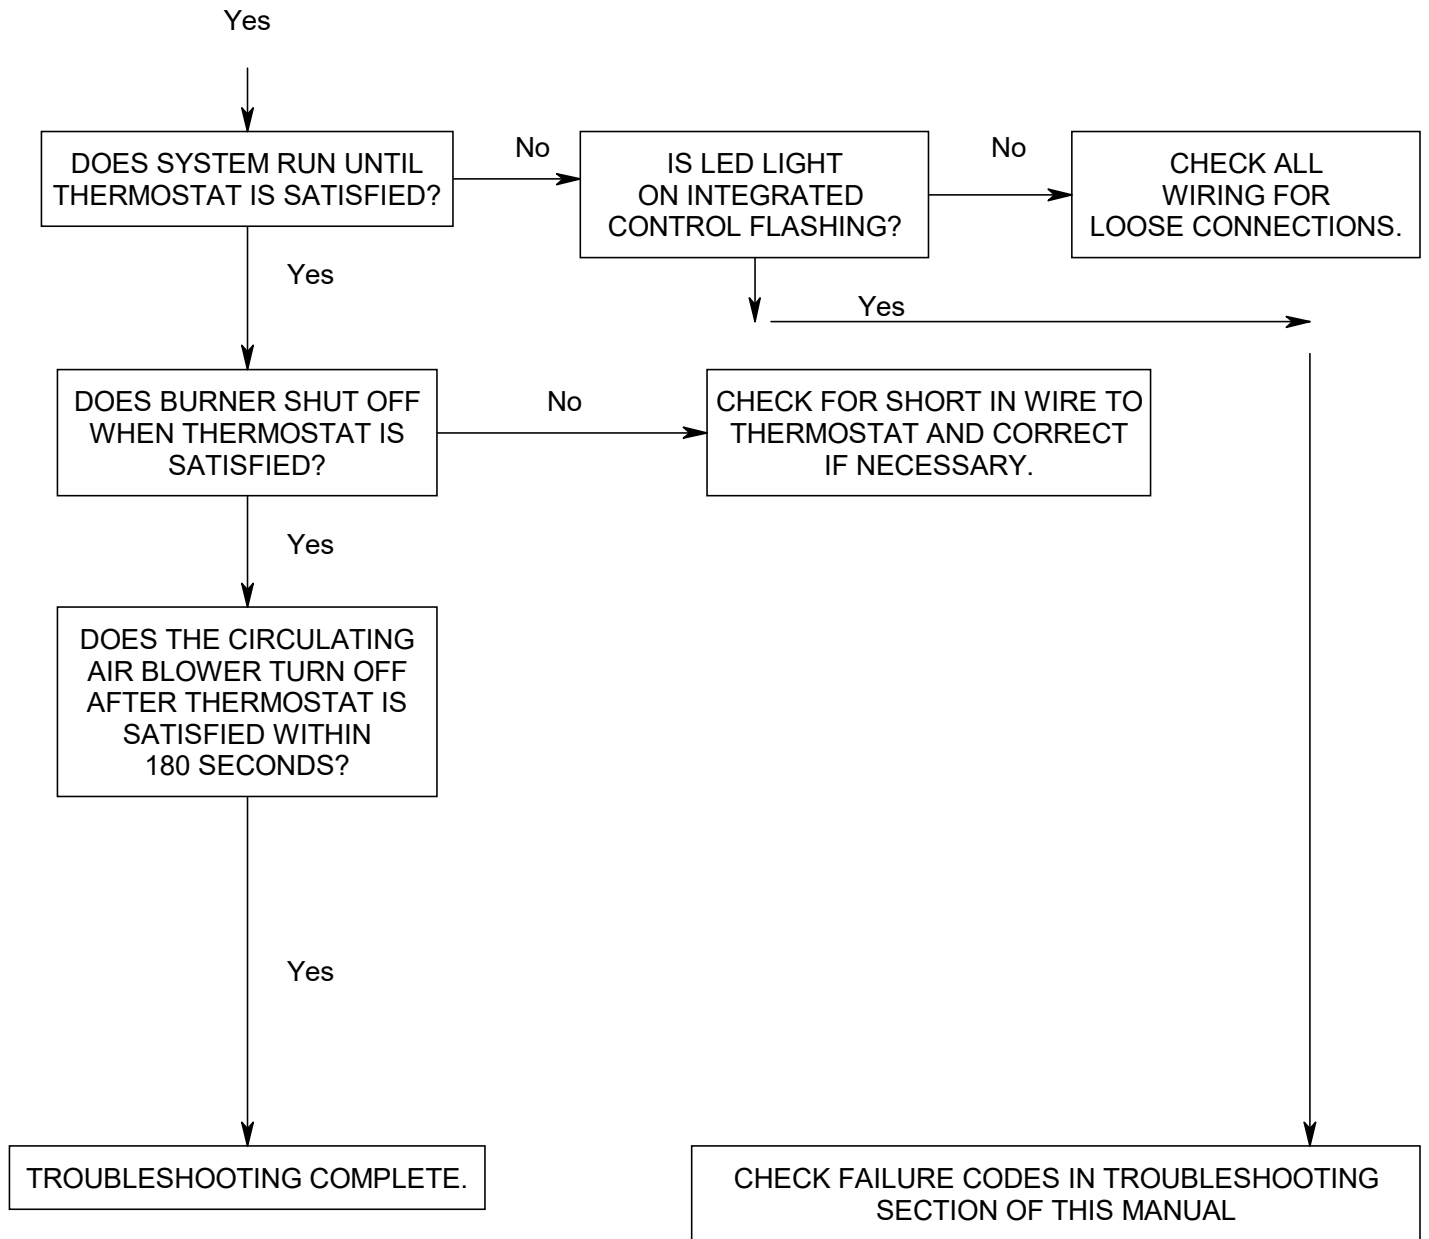 Yes
DOES SYSTEM RUN UNTIL
THERMOSTAT IS SATISFIED?
No
IS LED LIGHT
ON INTEGRATED
CONTROL FLASHING?
No
CHECK ALL
WIRING FOR
LOOSE CONNECTIONS.
Yes
Yes
DOES BURNER SHUT OFF
WHEN THERMOSTAT IS
SATISFIED?
No
CHECK FOR SHORT IN WIRE TO
THERMOSTAT AND CORRECT
IF NECESSARY.
Yes
DOES THE CIRCULATING
AIR BLOWER TURN OFF
AFTER THERMOSTAT IS
SATISFIED WITHIN
180 SECONDS?
Yes
TROUBLESHOOTING COMPLETE.
CHECK FAILURE CODES IN TROUBLESHOOTING
SECTION OF THIS MANUAL